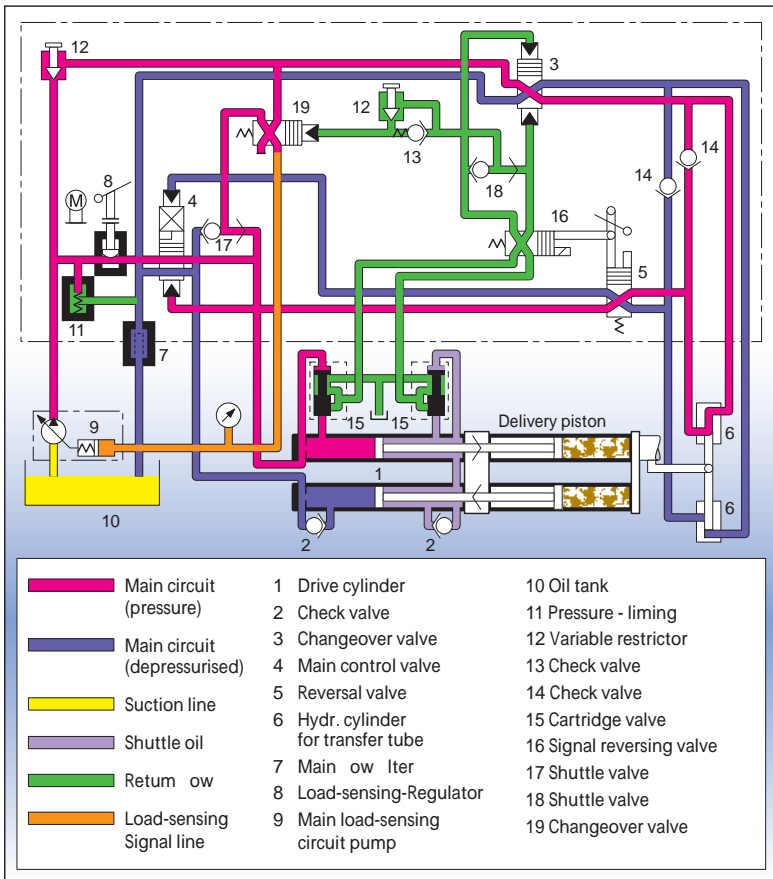 12
3
12
19
13
14
14
8
M
18
4
16
17
5
11
7
9
15
15
Delivery piston
6
1
6
10
2
2
Main circuit
(pressure)
Main circuit
(depressurised)
Suction line
Shuttle oil
Retum ow
Load-sensing
Signal line
1 Drive cylinder
2 Check valve
3 Changeover valve
4 Main control valve
5 Reversal valve
6 Hydr. cylinder
for transfer tube
7 Main ow lter
8 Load-sensing-Regulator
9 Main load-sensing
circuit pump
10 Oil tank
11 Pressure - liming
12 Variable restrictor
13 Check valve
14 Check valve
15 Cartridge valve
16 Signal reversing valve
17 Shuttle valve
18 Shuttle valve
19 Changeover valve